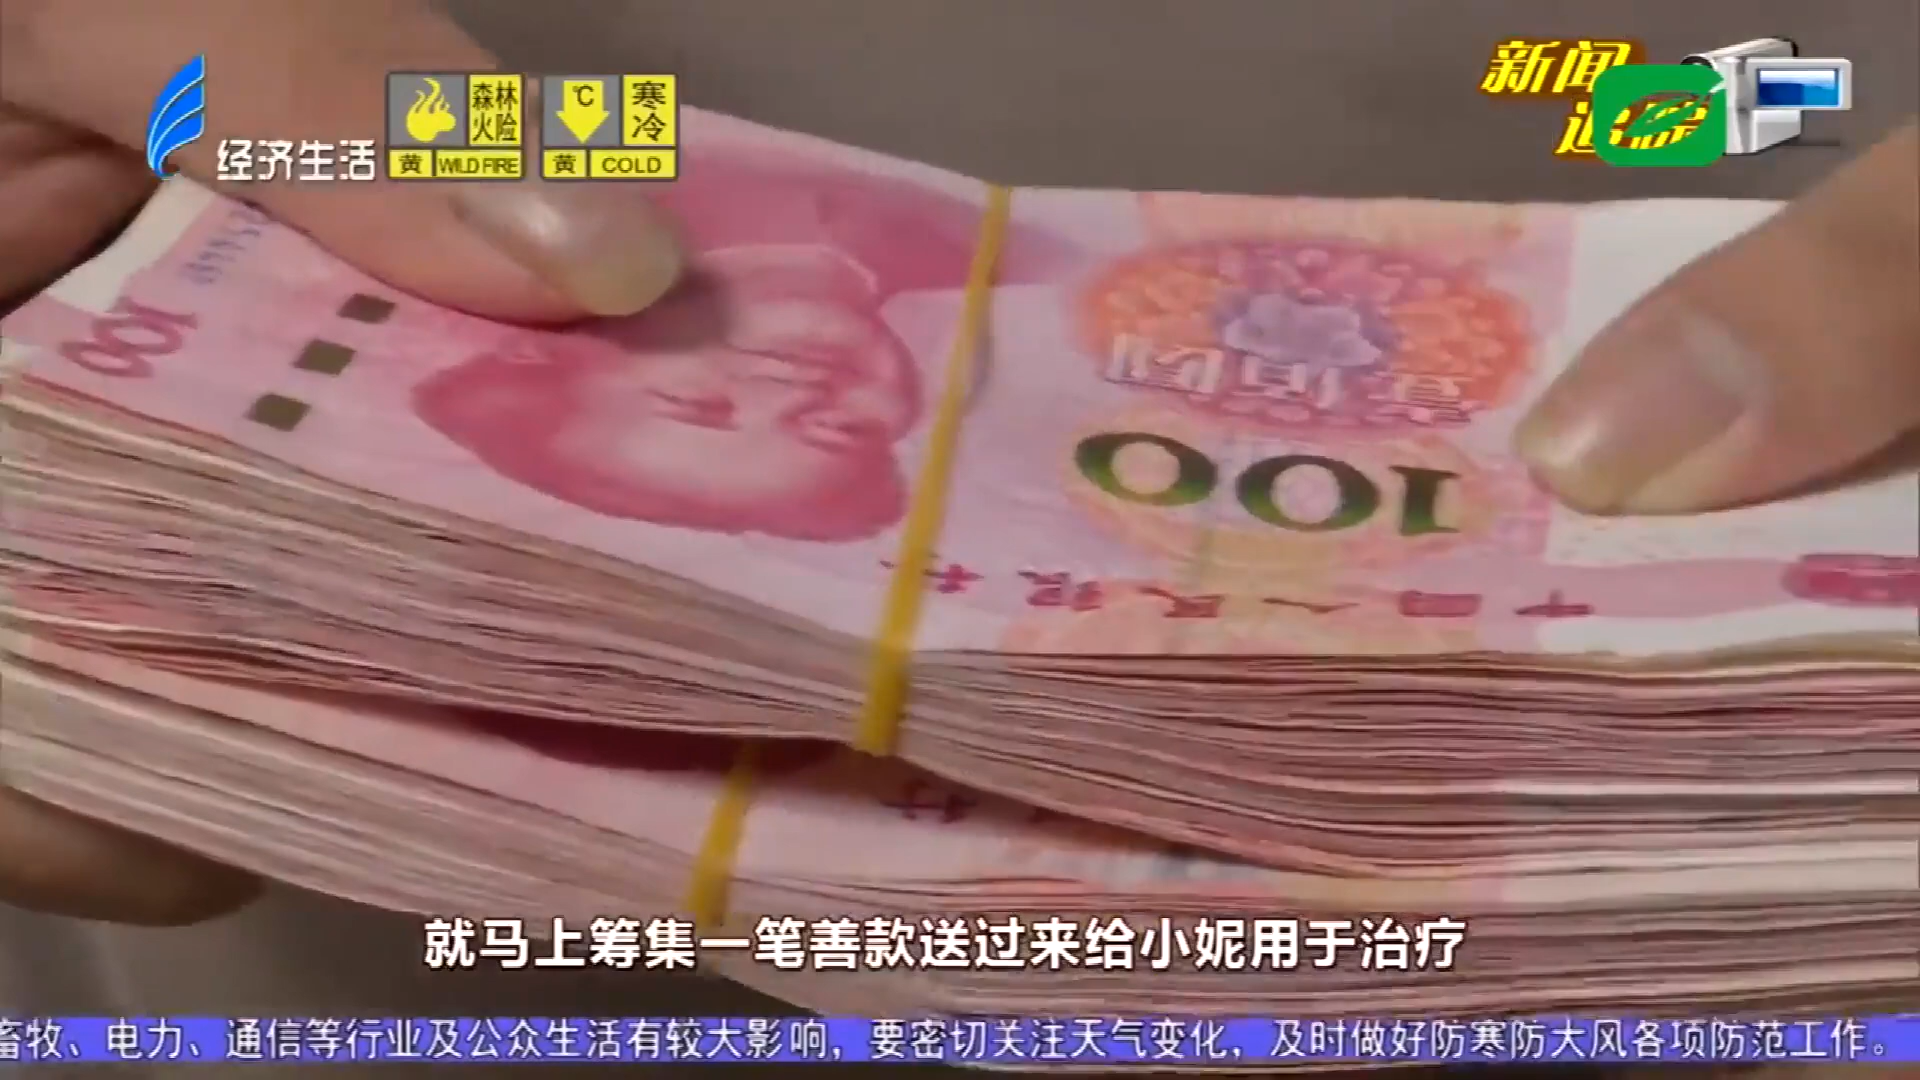 经济生活
森林
火险
黄 WILD FIRE
℃
寒
冷
黄 COLD
新闻
100
100
中国人民银行
就马上筹集一笔善款送过来给小妮用于治疗
畜牧、电力、通信等行业及公众生活有较大影响，要密切关注天气变化，及时做好防寒防大风各项防范工作。